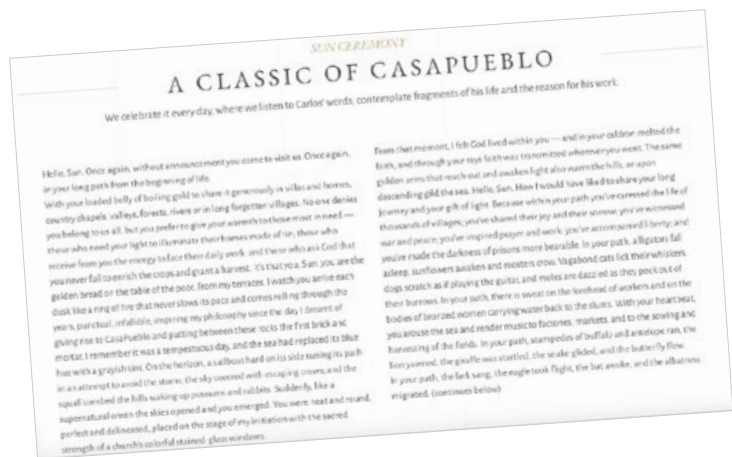 SUN CEREMONY
A CLASSIC OF CASAPUEBLO
We celebrate it every day, where we listen to Carlos' words, contemplate fragments of his life and the reason for his work.
Hello, Sun. Once again, without announcement you come to visit us. Once again,
in your long path from the beginning of life.
With your loaded belly of boiling gold to share it generously in villas and homes,
country chapels, valleys, forests, rivers or in long forgotten villages. No one denies
you belong to us all, but you prefer to give your warmth to those most in need —
those who need your light to illuminate their homes made of tin, those who
receive from you the energy to face their daily work, and those who ask God that
you never fail to enrich the crops and grant a harvest. It's that you, Sun, you are the
golden bread on the table of the poor. From my terraces, I watch you arrive each
dusk like a ring of fire that never slows its pace and comes rolling through the
years, punctual, infallible, inspiring my philosophy since the day I dreamt of
giving rise to Casapueblo and putting between these rocks the first brick and
mortar. I remember it was a tempestuous day, and the sea had replaced its blue
hue with a grayish tint. On the horizon, a sailboat hard on its side tuning its path
in an attempt to avoid the storm; the sky covered with escaping crows; and the
squall combed the hills waking up possums and rabbits. Suddenly, like a
supernatural omen the skies opened and you emerged. You were neat and round,
perfect and delineated, placed on the stage of my initiation with the sacred
strength of a church's colorful stained-glass windows.
From that moment, I felt God lived within you — and in your caldron melted the
faith, and through your rays faith was transmitted wherever you went. The same
golden arms that reach out and awaken light also warm the hills, or upon
descending gild the sea. Hello, Sun. How I would have liked to share your long
journey and your gift of light. Because within your path you've caressed the life of
thousands of villages; you've shared their joy and their sorrow; you've witnessed
war and peace; you've inspired prayer and work; you've accompanied liberty; and
you've made the darkness of prisons more bearable. In your path, alligators fall
asleep, sunflowers awaken and roosters crow. Vagabond cats lick their whiskers,
dogs scratch as if playing the guitar, and moles are dazzled as they peek out of
their burrows. In your path, there is sweat on the forehead of workers and on the
bodies of bronzed women carrying water back to the slums. With your heartbeat,
you arouse the sea and render music to factories, markets, and to the sowing and
harvesting of the fields. In your path, stampedes of buffalo and antelope ran, the
lion yawned, the giraffe was startled, the snake glided, and the butterfly flew.
In your path, the lark sang, the eagle took flight, the bat awoke, and the albatross
migrated. (continues below)